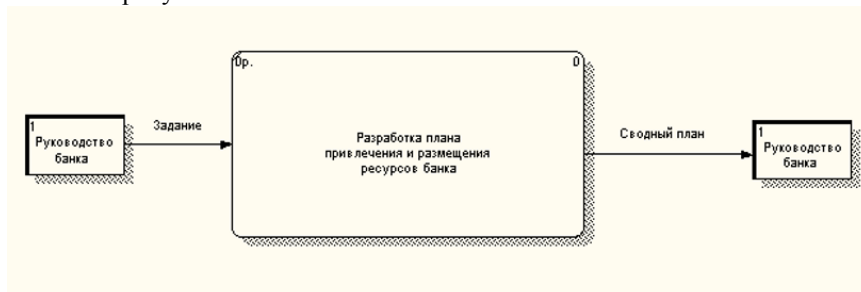 0р.
0
1
Руководство
банка
Задание
Разработка плана
привлечения и размещения
ресурсов банка
Сводный план
1
Руководство
банка